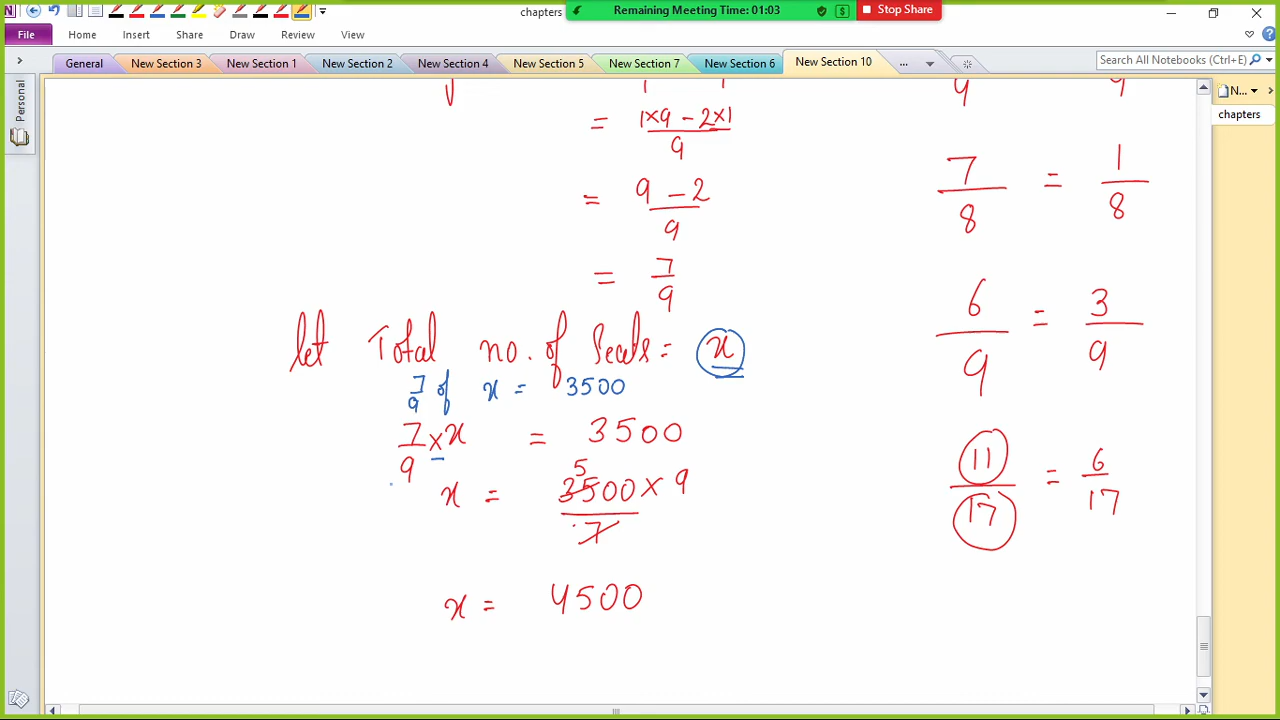 chapters
Remaining Meeting Time: 01:03
Stop Share
File Home Insert Share Draw Review View
General New Section 3 New Section 1 New Section 2 New Section 4 New Section 5 New Section 7 New Section 6 New Section 10 ...
Search All Notebooks (Ctrl+E)
N...
Personal
chapters
= (1×9 − 2×1)/9
= (9 − 2)/9
= 7/9
let Total no. of Seats = x
7/9 of x = 3500
7/9 × x = 3500
x = 3500 × 9 / 7
5
x = 4500
7/8 = 1/8
6/9 = 3/9
11/17 = 6/17